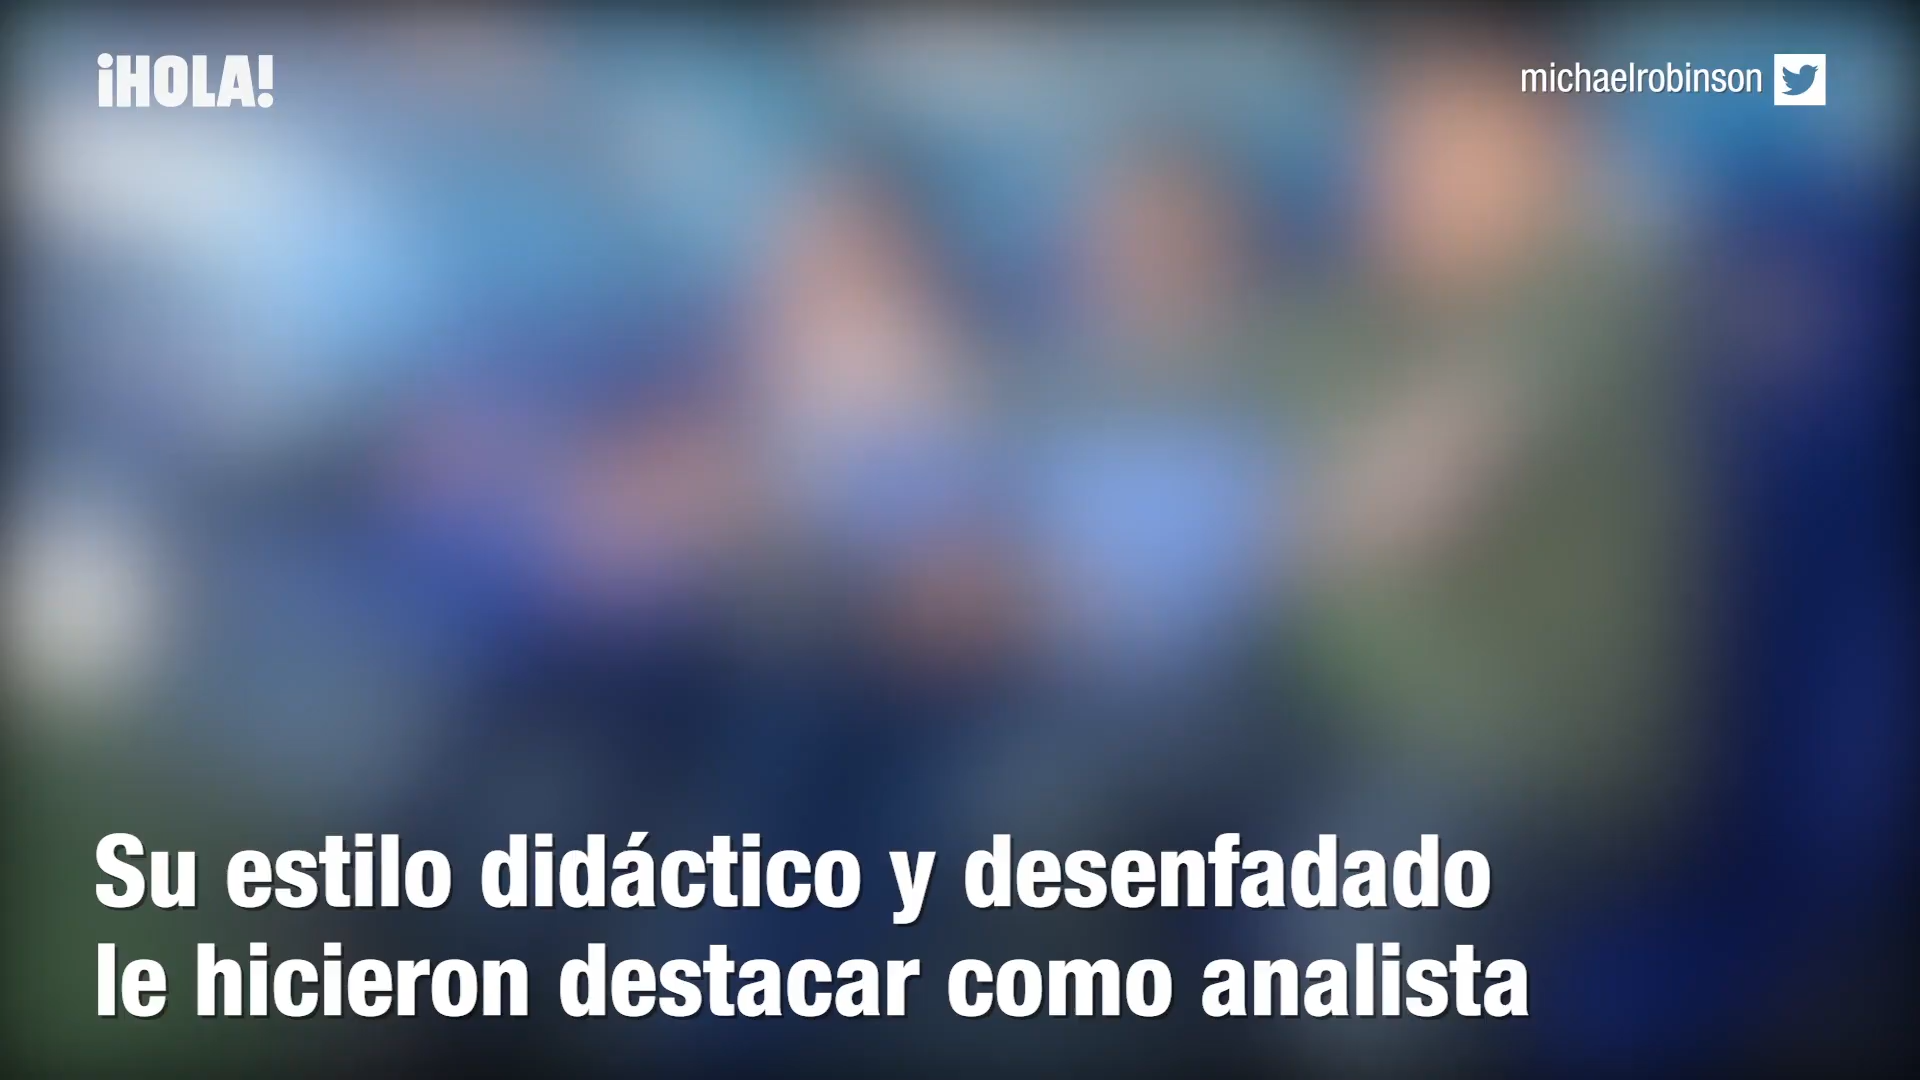 ¡HOLA!
michaelrobinson
Su estilo didáctico y desenfadado
le hicieron destacar como analista